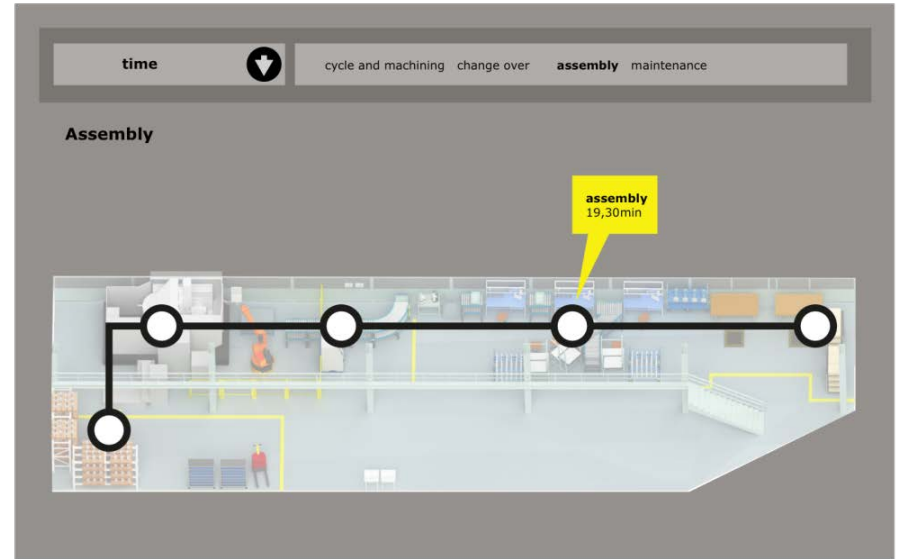 time
cycle and machining change over assembly maintenance
Assembly
assembly
19,30min